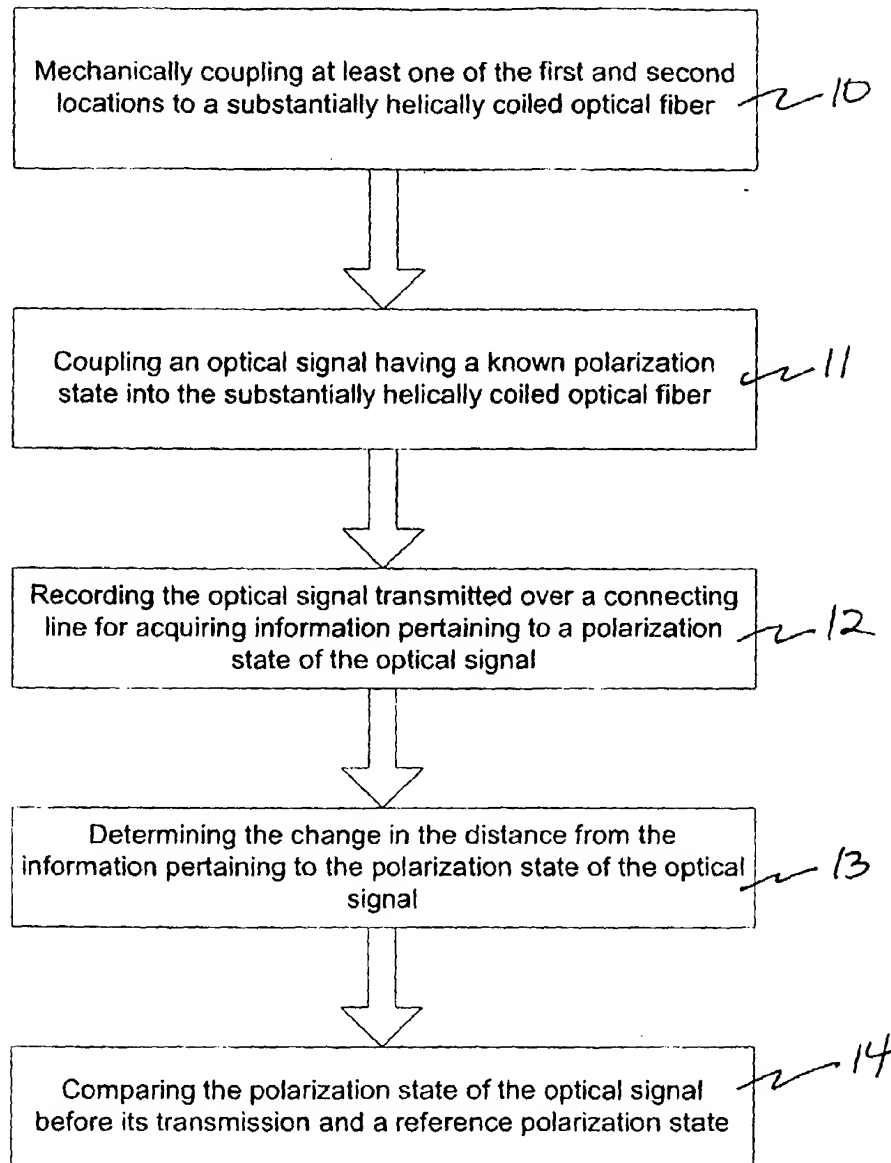 Mechanically coupling at least one of the first and second
locations to a substantially helically coiled optical fiber
10
Coupling an optical signal having a known polarization
state into the substantially helically coiled optical fiber
11
Recording the optical signal transmitted over a connecting
line for acquiring information pertaining to a polarization
state of the optical signal
12
Determining the change in the distance from the
information pertaining to the polarization state of the optical
signal
13
Comparing the polarization state of the optical signal
before its transmission and a reference polarization state
14